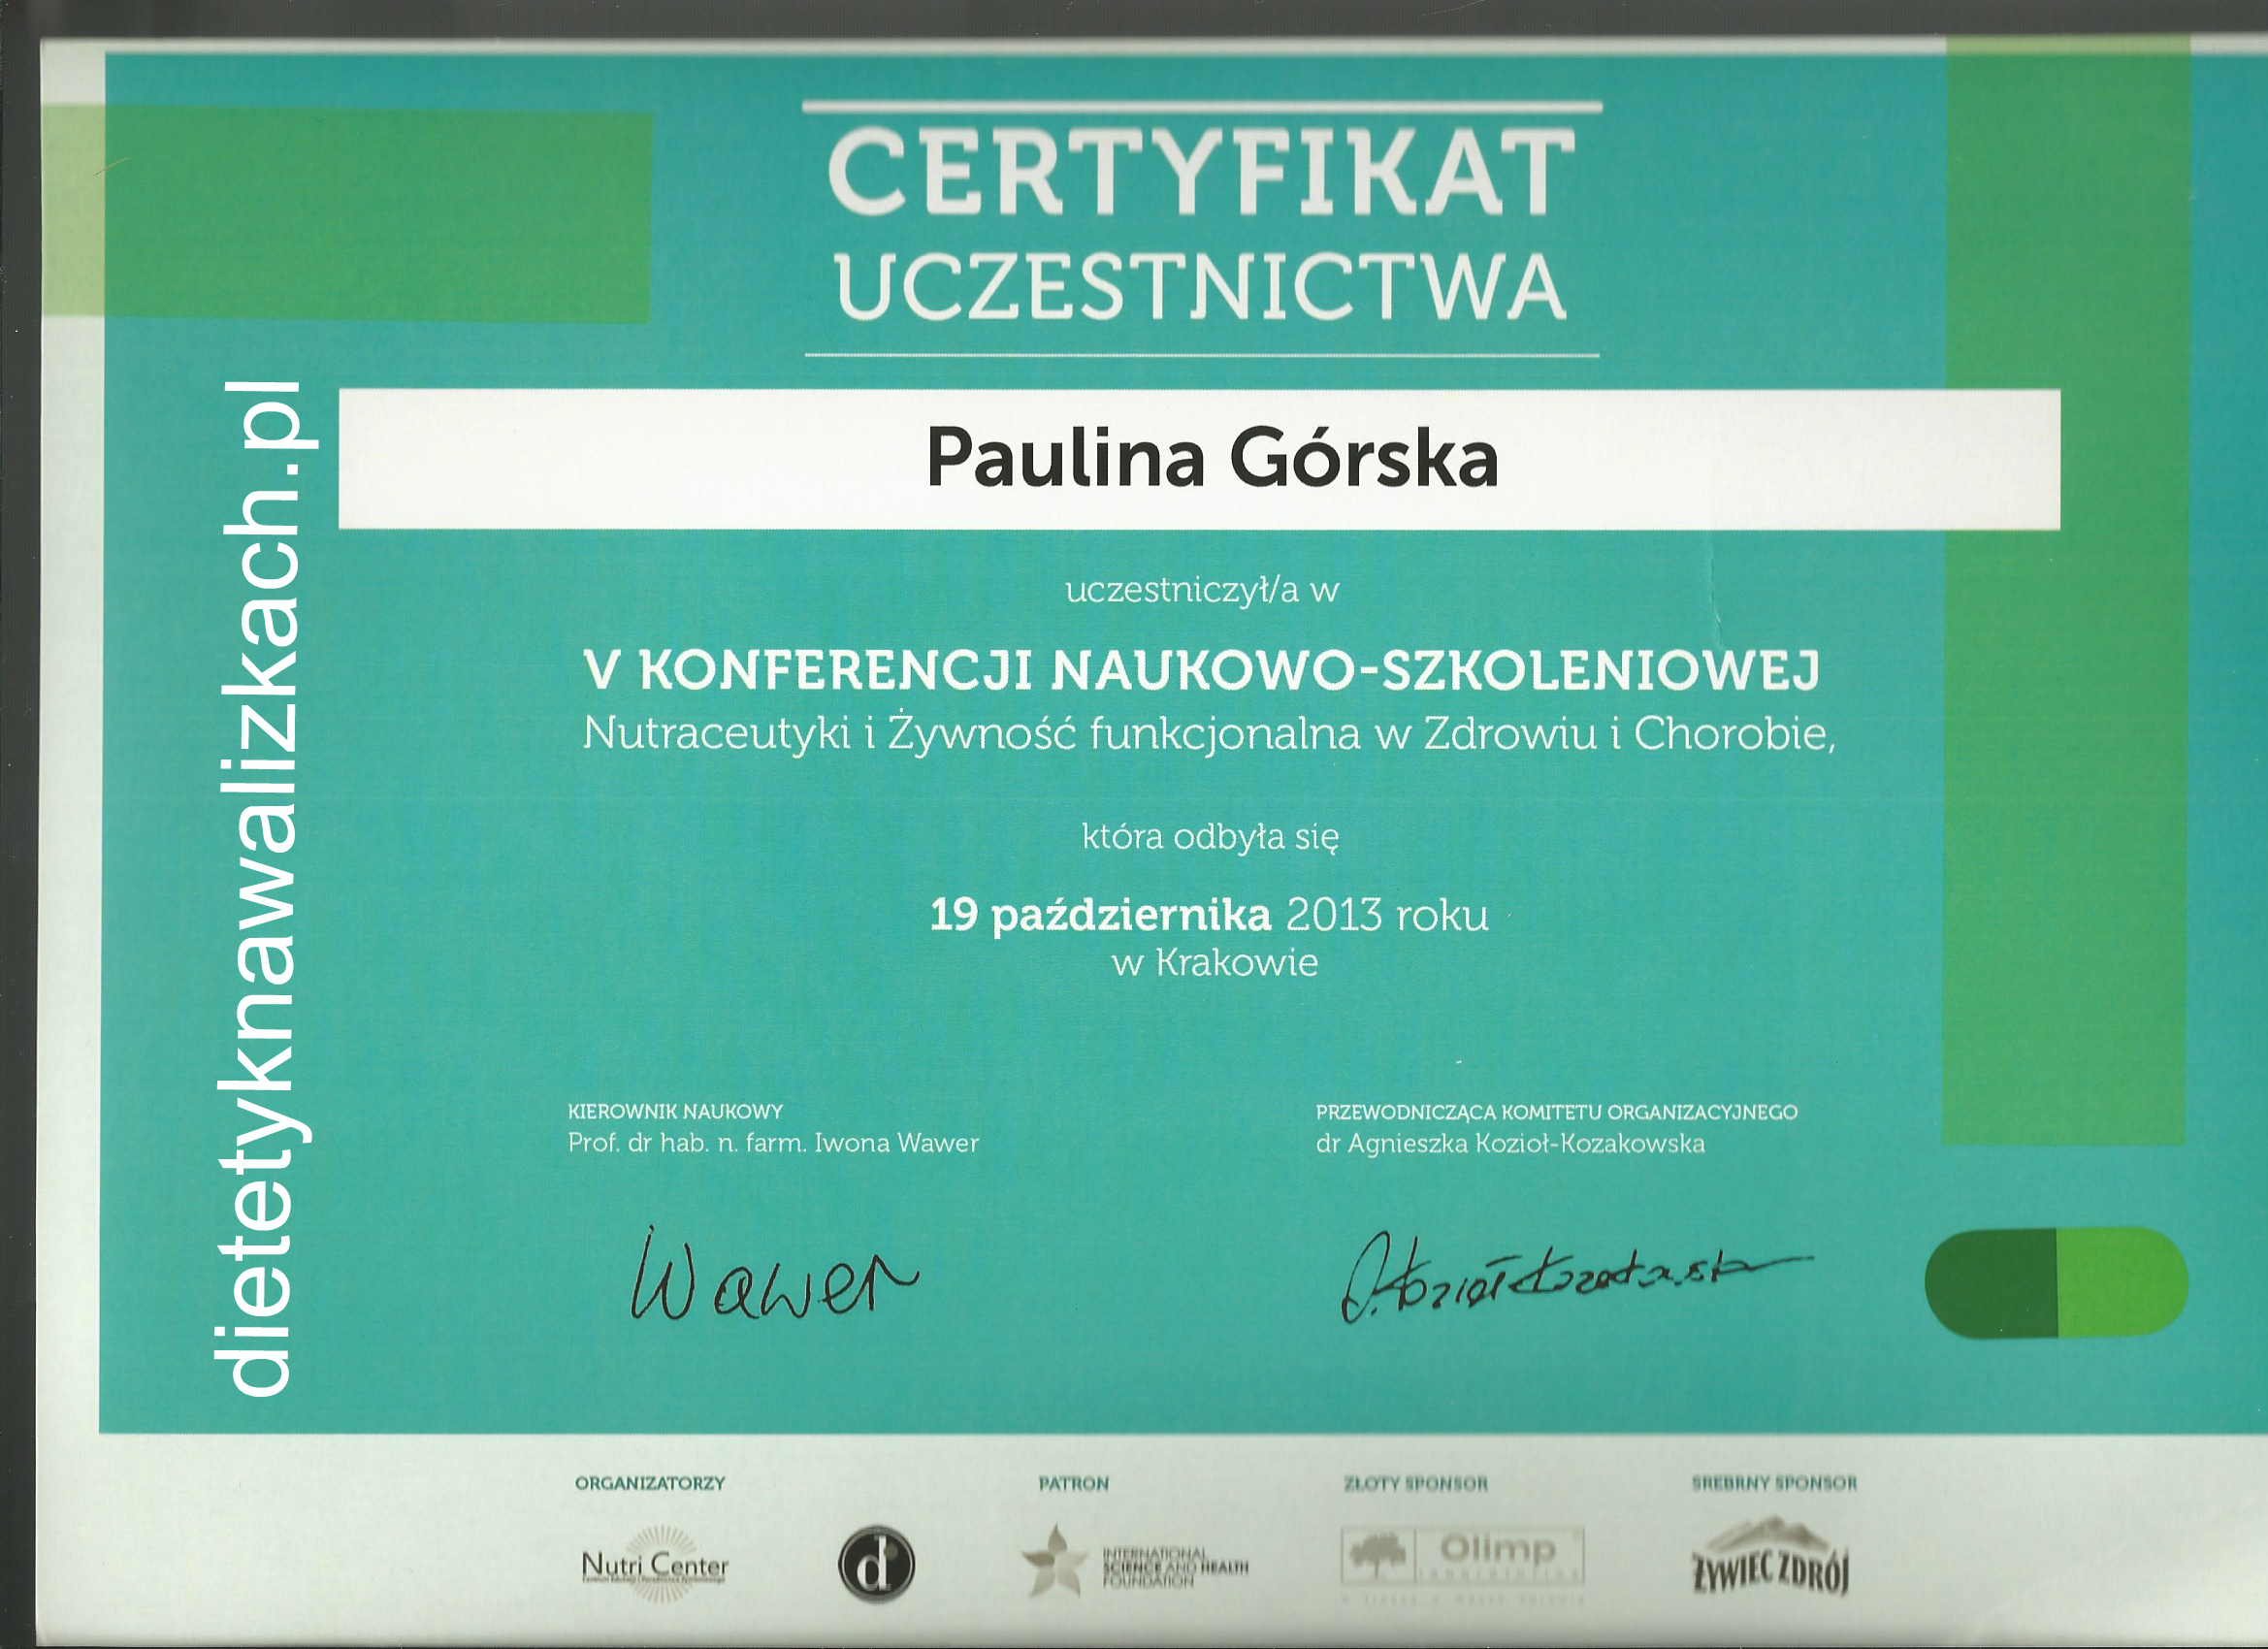 CERTYFIKAT
UCZESTNICTWA
Paulina Górska
uczestniczył/a w
V KONFERENCJI NAUKOWO-SZKOLENIOWEJ
Nutraceutyki i Żywność funkcjonalna w Zdrowiu i Chorobie,
która odbyła się
19 października 2013 roku
w Krakowie
KIEROWNIK NAUKOWY
Prof. dr hab. n. farm. Iwona Wawer
PRZEWODNICZĄCA KOMITETU ORGANIZACYJNEGO
dr Agnieszka Kozioł-Kozakowska
Wawer
dietetyknawalizkach.pl
ORGANIZATORZY
Nutri Center
d
PATRON
INTERNATIONAL
SCIENCE AND HEALTH
FOUNDATION
ZŁOTY SPONSOR
Olimp
SREBRNY SPONSOR
ŻYWIEC ZDRÓJ